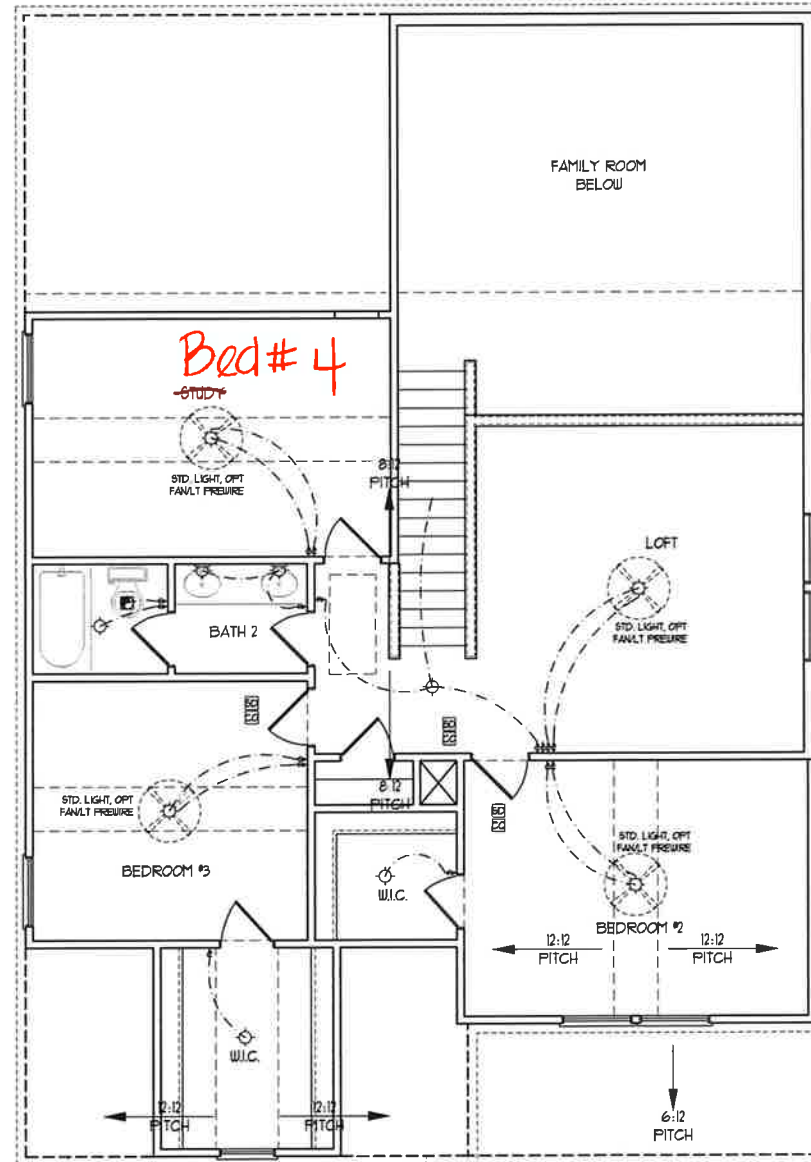 FAMILY ROOM
BELOW
Bed# 4
STUDY
STD. LIGHT, OPT
FAN/LT PREWIRE
8:12
PITCH
LOFT
STD. LIGHT, OPT
FAN/LT PREWIRE
BATH 2
STD. LIGHT, OPT
FAN/LT PREWIRE
BEDROOM #3
8:12
PITCH
W.I.C.
STD. LIGHT, OPT
FAN/LT PREWIRE
BEDROOM #2
12:12
PITCH
12:12
PITCH
W.I.C.
12:12
PITCH
12:12
PITCH
6:12
PITCH